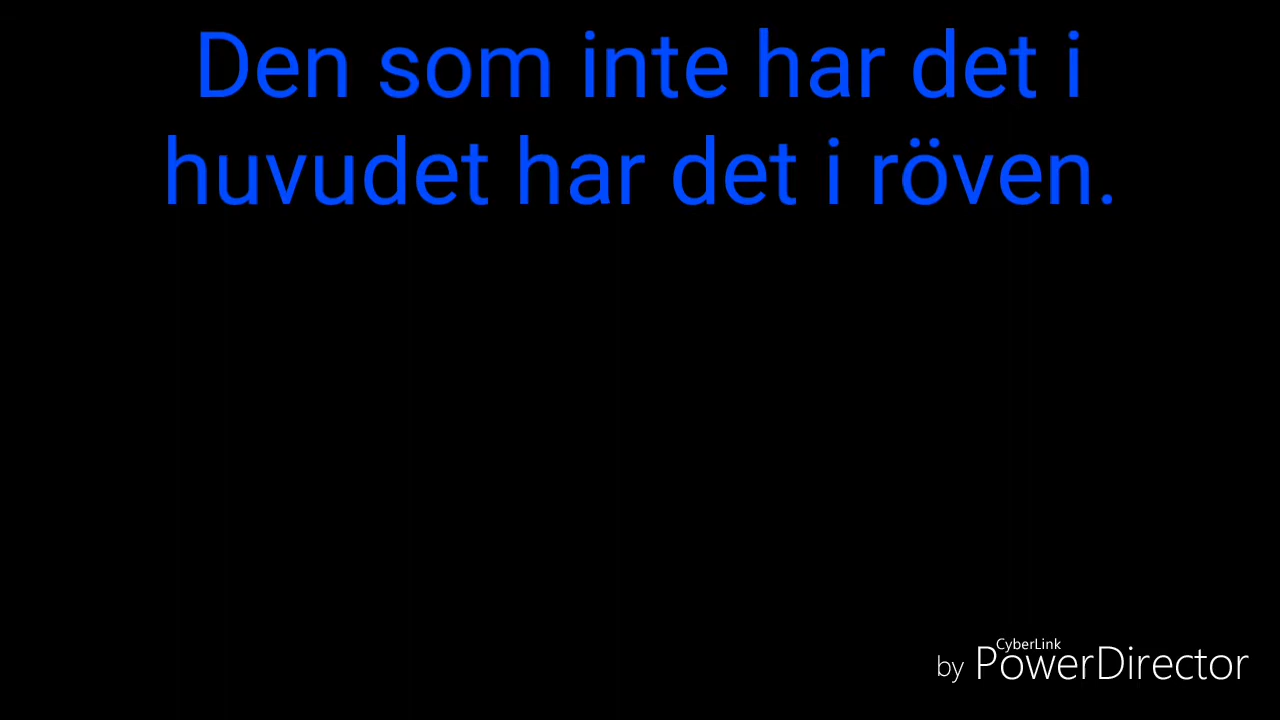 Den som inte har det i
huvudet har det i röven.
by CyberLink PowerDirector